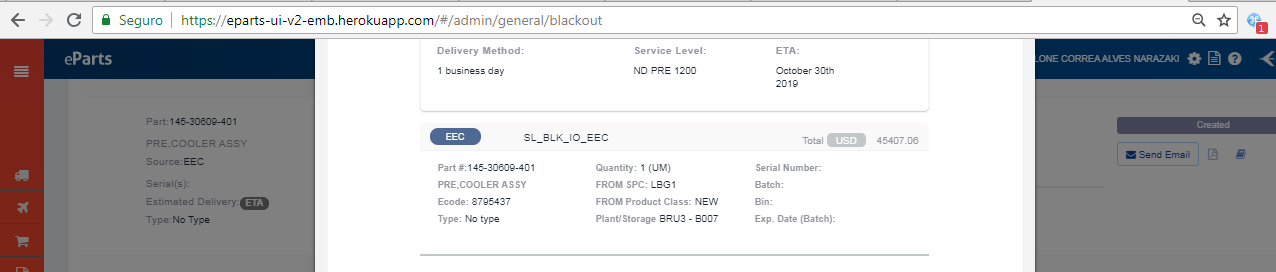 Seguro https://eparts-ui-v2-emb.herokuapp.com/#/admin/general/blackout
1
eParts
LONE CORREA ALVES NARAZAKI
Delivery Method: Service Level: ETA:
1 business day ND PRE 1200 October 30th
2019
Part:145-30609-401
PRE,COOLER ASSY
Source:EEC
Serial(s):
Estimated Delivery: ETA
Type:No Type
EEC SL_BLK_IO_EEC Total USD 45407.06
Part #:145-30609-401 Quantity: 1 (UM) Serial Number:
PRE,COOLER ASSY FROM SPC: LBG1 Batch:
Ecode: 8795437 FROM Product Class: NEW Bin:
Type: No type Plant/Storage BRU3 - B007 Exp. Date (Batch):
Created
Send Email